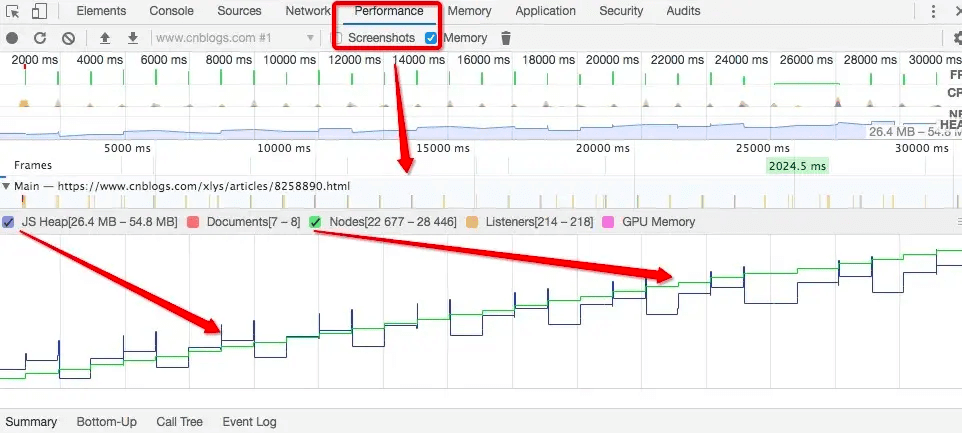 Elements Console Sources Network Performance Memory Application Security Audits
www.cnblogs.com #1 Screenshots Memory
2000 ms 4000 ms 6000 ms 8000 ms 10000 ms 12000 ms 14000 ms 16000 ms 18000 ms 20000 ms 22000 ms 24000 ms 26000 ms 28000 ms 30000 ms
HEA
26.4 MB – 54.8 M
5000 ms 10000 ms 15000 ms 20000 ms 25000 ms 30000 ms
Frames 2024.5 ms
Main — https://www.cnblogs.com/xlys/articles/8258890.html
JS Heap[26.4 MB – 54.8 MB] Documents[7 – 8] Nodes[22 677 – 28 446] Listeners[214 – 218] GPU Memory
Summary Bottom-Up Call Tree Event Log